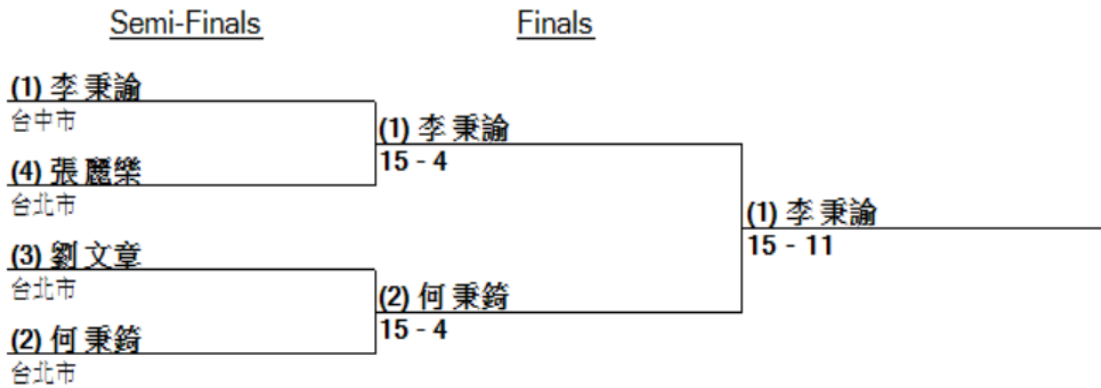 Semi-Finals
Finals
(1) 李 秉諭
台中市
(4) 張 麗樂
台北市
(3) 劉 文章
台北市
(2) 何 秉錡
台北市
(1) 李 秉諭
15 - 4
(2) 何 秉錡
15 - 4
(1) 李 秉諭
15 - 11